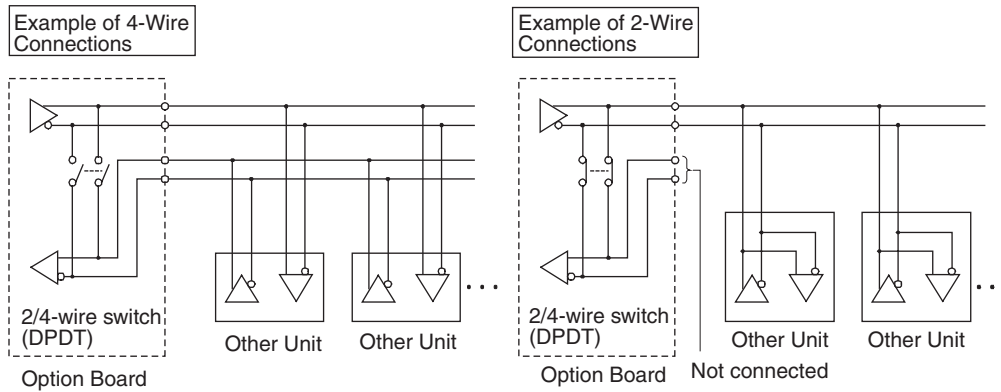 Example of 4-Wire
Connections
2/4-wire switch
(DPDT)
Option Board
Other Unit
Other Unit
Example of 2-Wire
Connections
2/4-wire switch
(DPDT)
Option Board
Not connected
Other Unit
Other Unit